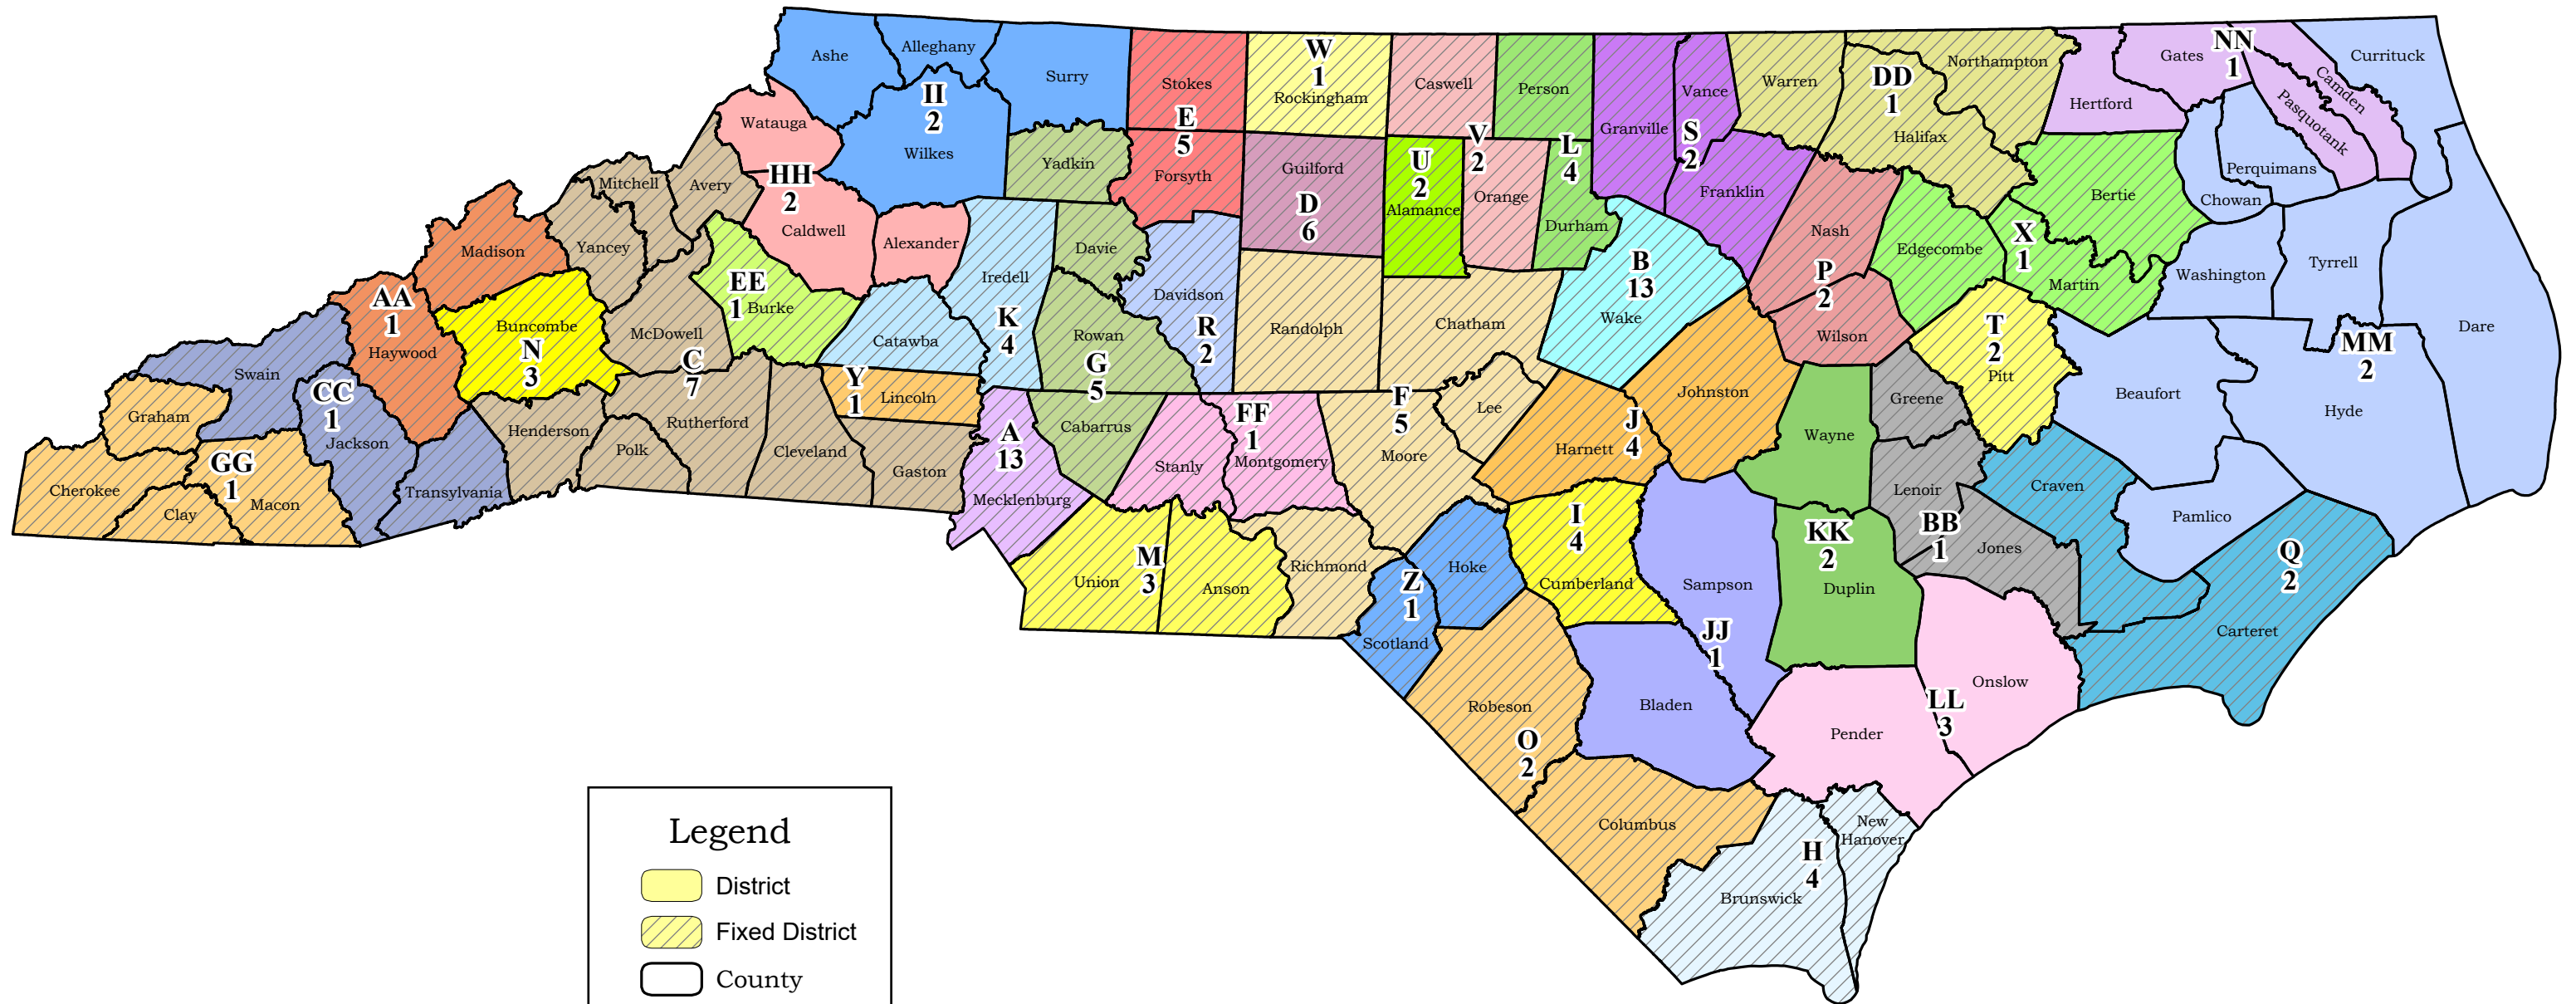 Ashe
Alleghany
Surry
Stokes
W
1
Rockingham
Caswell
Person
Granville
Vance
Warren
DD
1
Northampton
Halifax
Gates
NN
1
Hertford
Camden
Pasquotank
Currituck
Watauga
II
2
Wilkes
Yadkin
E
5
Forsyth
Guilford
D
6
U
2
Alamance
V
2
Orange
L
4
Durham
S
2
Franklin
Nash
P
2
Wilson
Edgecombe
X
1
Martin
Bertie
Perquimans
Chowan
Washington
Tyrrell
Dare
Mitchell
Avery
HH
2
Caldwell
Alexander
Iredell
K
4
Davie
Davidson
R
2
Randolph
Chatham
B
13
Wake
Johnston
T
2
Pitt
Beaufort
MM
2
Hyde
Madison
Yancey
AA
1
Haywood
Buncombe
N
3
McDowell
EE
1
Burke
Catawba
Rowan
G
5
Cabarrus
C
7
Y
1
Lincoln
Swain
CC
1
Jackson
Graham
Cherokee
GG
1
Macon
Clay
Transylvania
Henderson
Polk
Rutherford
Cleveland
Gaston
A
13
Mecklenburg
Stanly
FF
1
Montgomery
F
5
Moore
Lee
J
4
Harnett
Wayne
Greene
Lenoir
BB
1
Jones
Craven
Pamlico
Q
2
Carteret
M
3
Union
Anson
Richmond
Z
1
Scotland
Hoke
I
4
Cumberland
Sampson
KK
2
Duplin
JJ
1
Bladen
Robeson
O
2
Columbus
Pender
LL
3
Onslow
New
Hanover
H
4
Brunswick
Legend
District
Fixed District
County